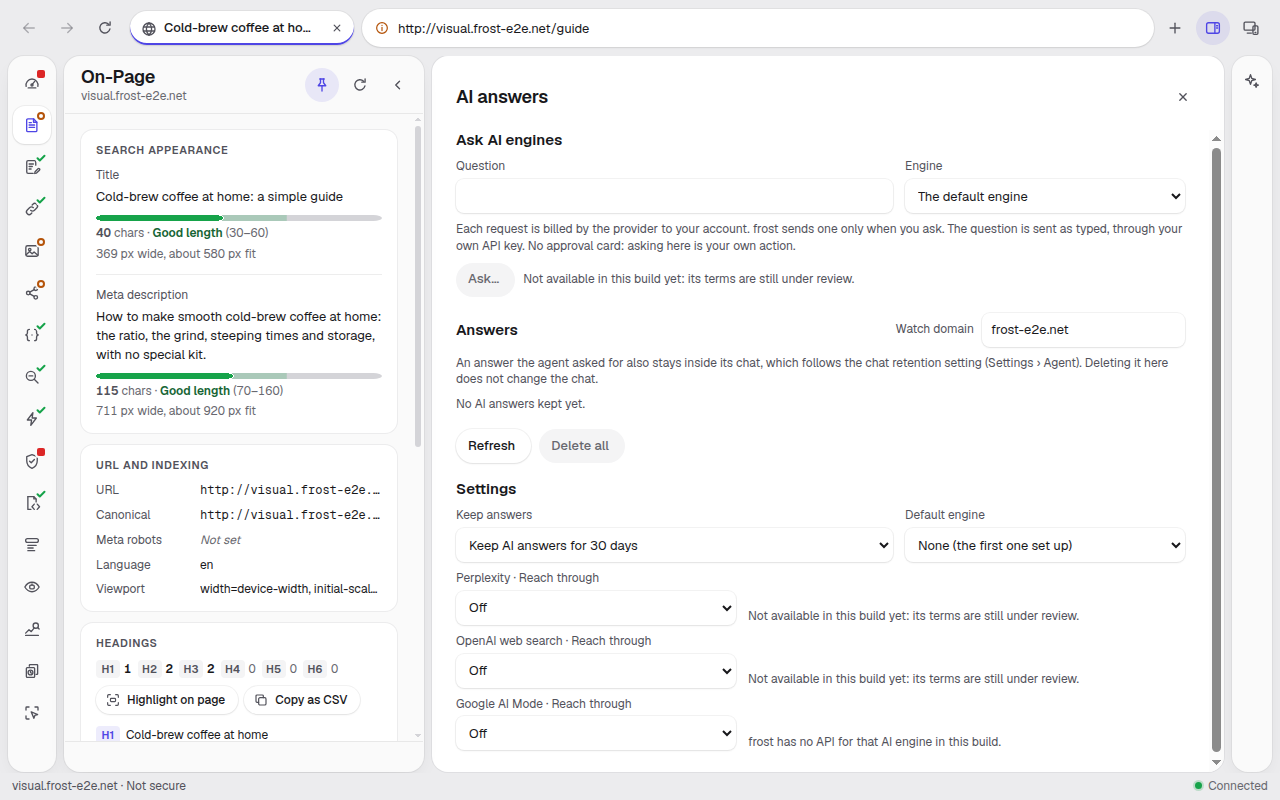 Cold-brew coffee at ho...
http://visual.frost-e2e.net/guide
On-Page
visual.frost-e2e.net
SEARCH APPEARANCE
Title
Cold-brew coffee at home: a simple guide
40 chars · Good length (30–60)
369 px wide, about 580 px fit
Meta description
How to make smooth cold-brew coffee at home:
the ratio, the grind, steeping times and storage,
with no special kit.
115 chars · Good length (70–160)
711 px wide, about 920 px fit
URL AND INDEXING
URL http://visual.frost-e2e.…
Canonical http://visual.frost-e2e.…
Meta robots Not set
Language en
Viewport width=device-width, initial-scal…
HEADINGS
H1 1 H2 2 H3 2 H4 0 H5 0 H6 0
Highlight on page Copy as CSV
H1 Cold-brew coffee at home
AI answers
Ask AI engines
Question Engine
The default engine
Each request is billed by the provider to your account. frost sends one only when you ask. The question is sent as typed, through your
own API key. No approval card: asking here is your own action.
Ask… Not available in this build yet: its terms are still under review.
Answers Watch domain frost-e2e.net
An answer the agent asked for also stays inside its chat, which follows the chat retention setting (Settings › Agent). Deleting it here
does not change the chat.
No AI answers kept yet.
Refresh Delete all
Settings
Keep answers Default engine
Keep AI answers for 30 days None (the first one set up)
Perplexity · Reach through
Off Not available in this build yet: its terms are still under review.
OpenAI web search · Reach through
Off Not available in this build yet: its terms are still under review.
Google AI Mode · Reach through
Off frost has no API for that AI engine in this build.
visual.frost-e2e.net · Not secure
Connected